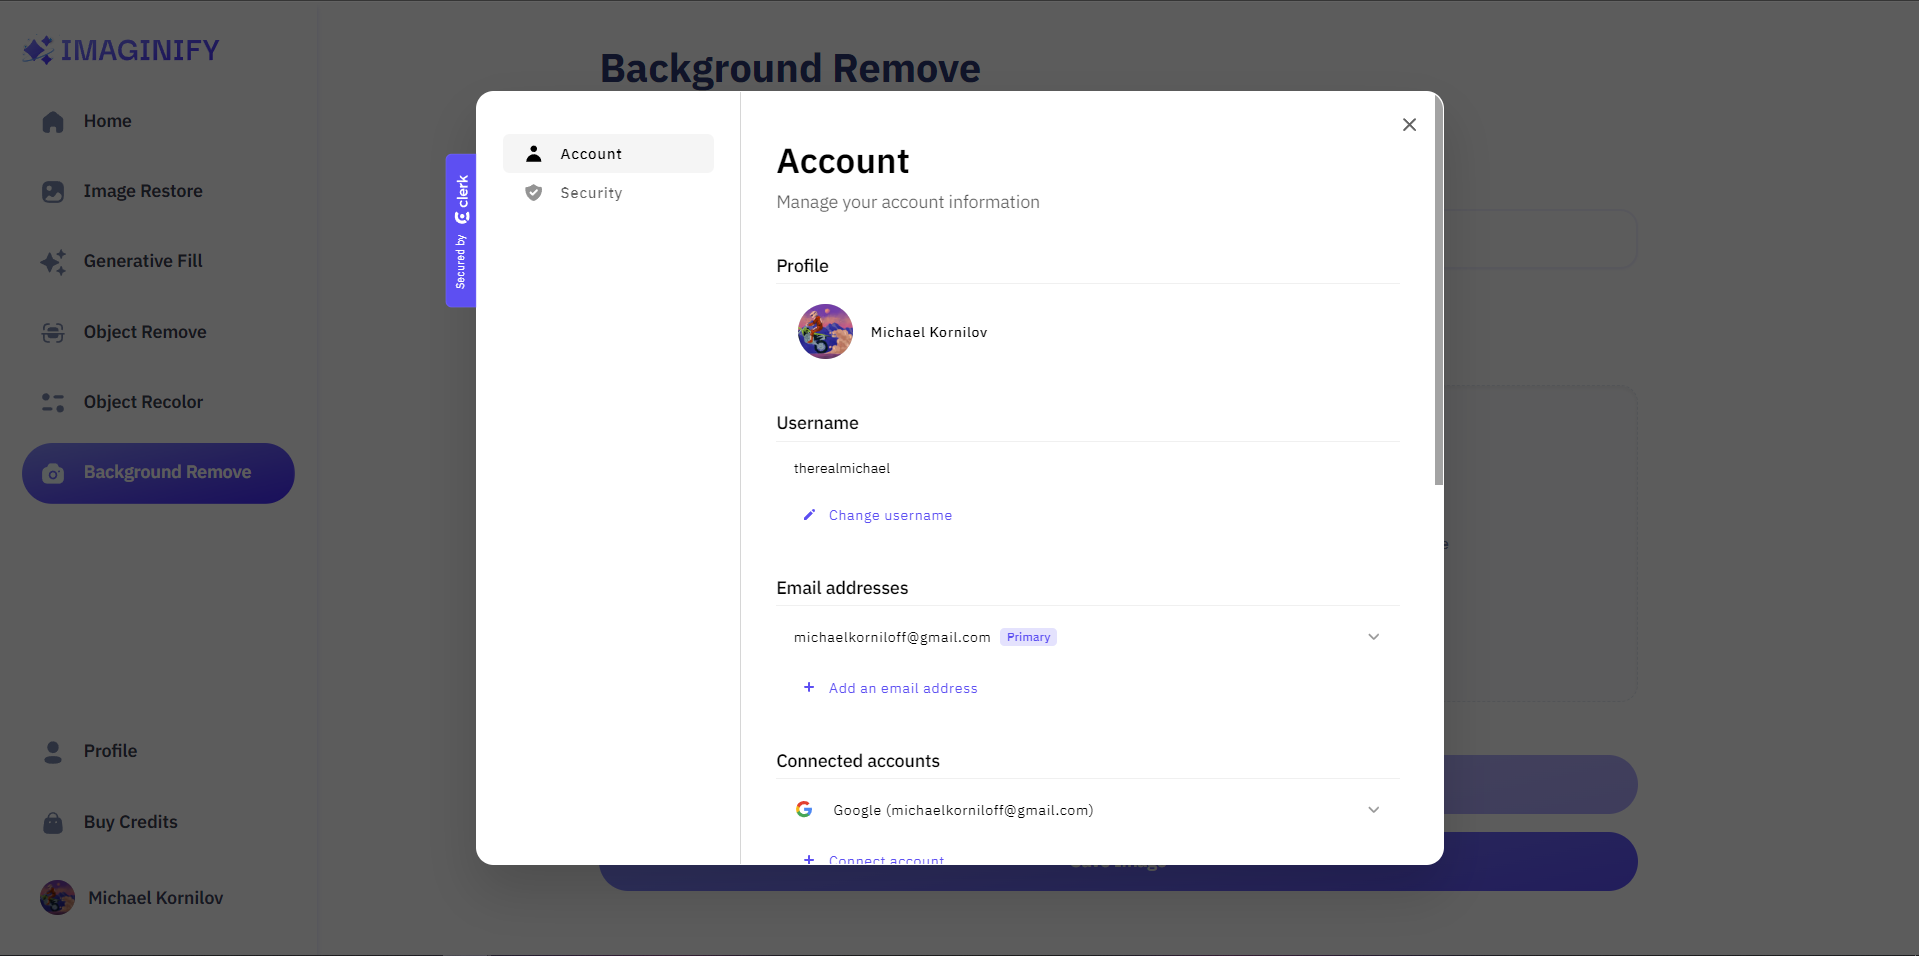 IMAGINIFY
Home
Image Restore
Generative Fill
Object Remove
Object Recolor
Background Remove
Profile
Buy Credits
Michael Kornilov
Background Remove
Secured by clerk
Account
Security
Account
Manage your account information
Profile
Michael Kornilov
Username
therealmichael
Change username
Email addresses
michaelkorniloff@gmail.com Primary
Add an email address
Connected accounts
Google (michaelkorniloff@gmail.com)
Connect account